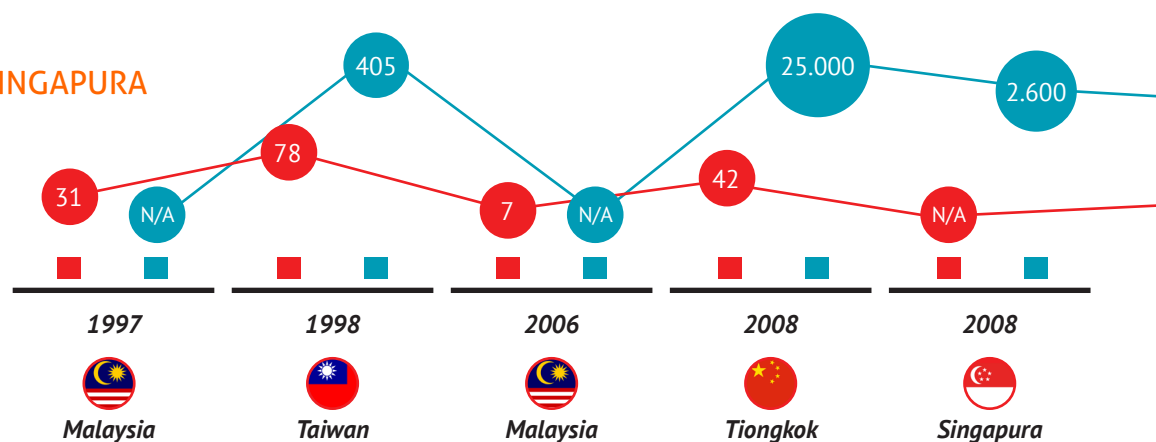 INGAPURA
31
N/A
78
405
7
N/A
42
25.000
N/A
2.600
1997
1998
2006
2008
2008
Malaysia
Taiwan
Malaysia
Tiongkok
Singapura